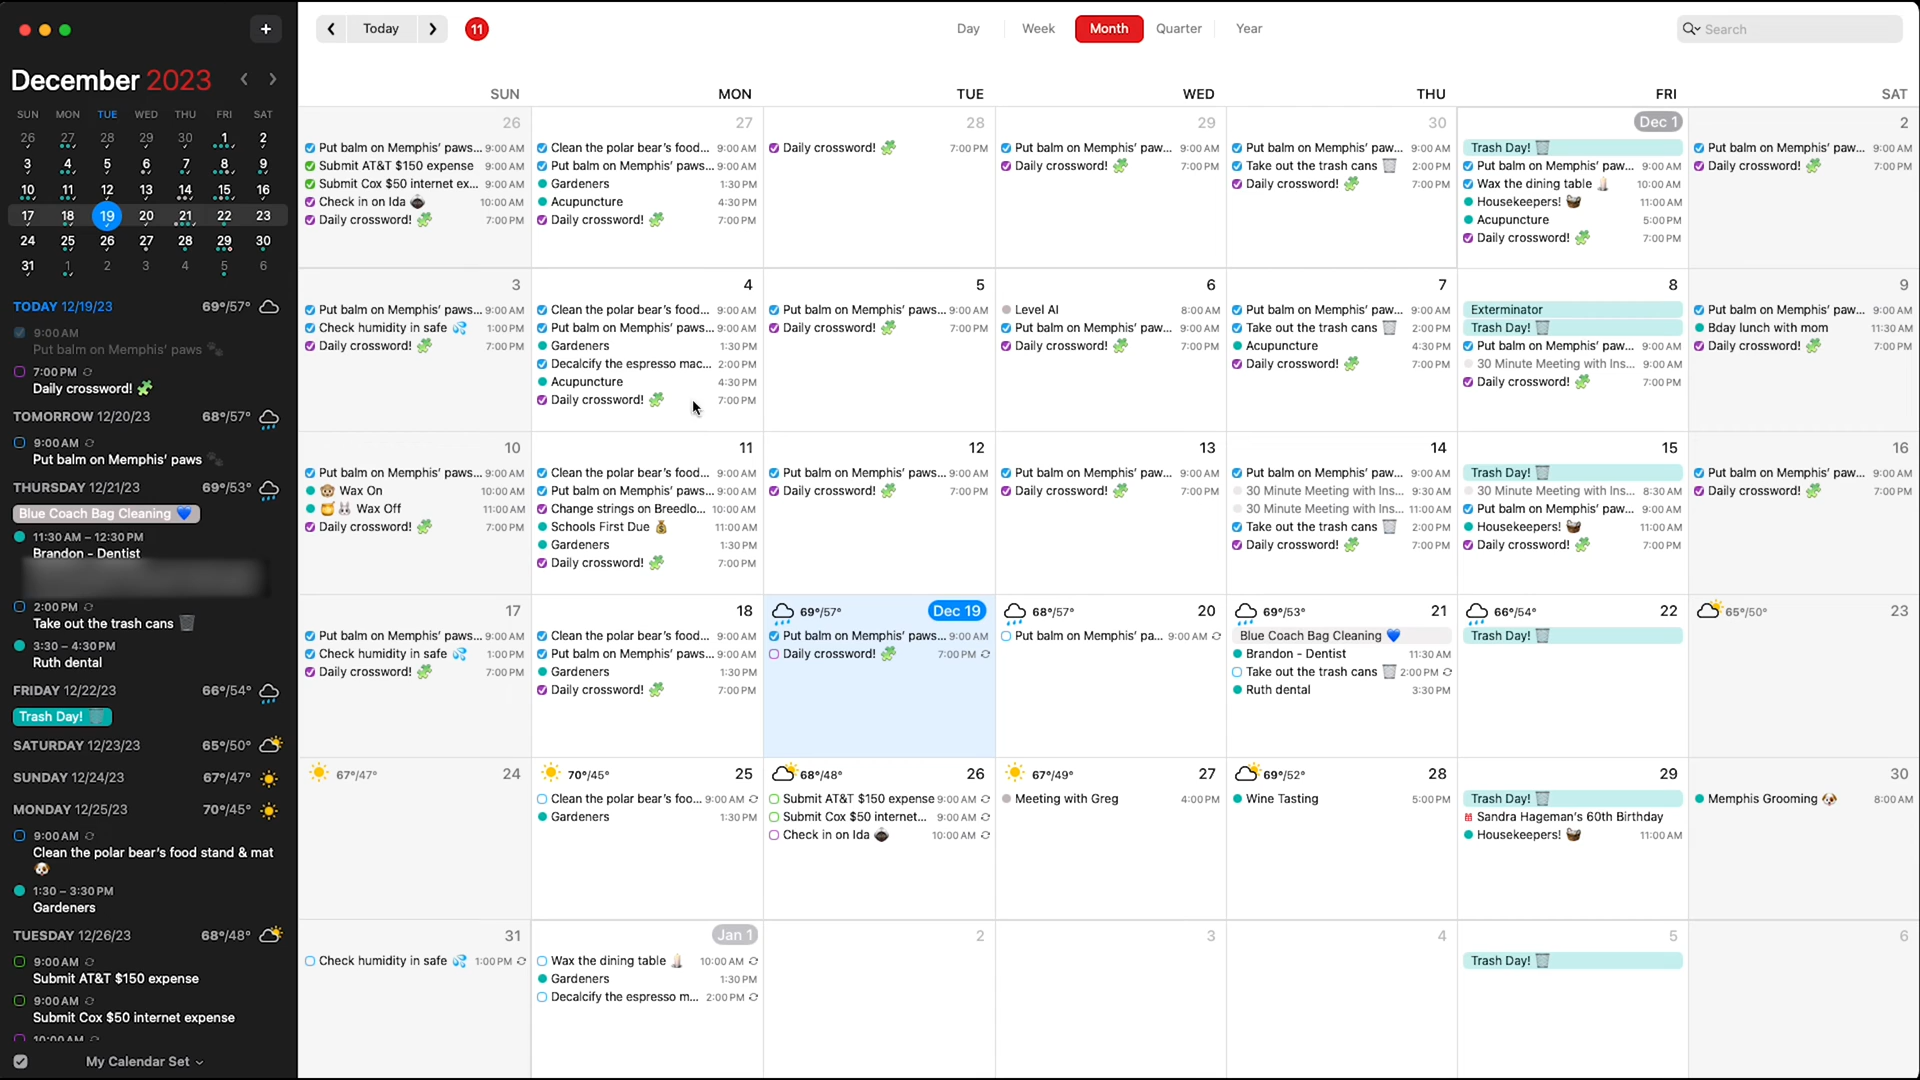 Today
11
Day Week Month Quarter Year
Search
December 2023
SUN MON TUE WED THU FRI SAT
26 27 28 29 30 1 2
3 4 5 6 7 8 9
10 11 12 13 14 15 16
17 18 19 20 21 22 23
24 25 26 27 28 29 30
31 1 2 3 4 5 6
TODAY 12/19/23 69°/57°
9:00 AM
Put balm on Memphis' paws
7:00 PM
Daily crossword!
TOMORROW 12/20/23 68°/57°
9:00 AM
Put balm on Memphis' paws
THURSDAY 12/21/23 69°/53°
Blue Coach Bag Cleaning
11:30 AM – 12:30 PM
Brandon - Dentist
2:00 PM
Take out the trash cans
3:30 – 4:30 PM
Ruth dental
FRIDAY 12/22/23 66°/54°
Trash Day!
SATURDAY 12/23/23 65°/50°
SUNDAY 12/24/23 67°/47°
MONDAY 12/25/23 70°/45°
9:00 AM
Clean the polar bear's food stand & mat
1:30 – 3:30 PM
Gardeners
TUESDAY 12/26/23 68°/48°
9:00 AM
Submit AT&T $150 expense
9:00 AM
Submit Cox $50 internet expense
10:00 AM
My Calendar Set
SUN MON TUE WED THU FRI SAT
26
Put balm on Memphis' paws... 9:00 AM
Submit AT&T $150 expense 9:00 AM
Submit Cox $50 internet ex... 9:00 AM
Check in on Ida 10:00 AM
Daily crossword! 7:00 PM
27
Clean the polar bear's food... 9:00 AM
Put balm on Memphis' paws... 9:00 AM
Gardeners 1:30 PM
Acupuncture 4:30 PM
Daily crossword! 7:00 PM
28
Daily crossword! 7:00 PM
29
Put balm on Memphis' paw... 9:00 AM
Daily crossword! 7:00 PM
30
Put balm on Memphis' paw... 9:00 AM
Take out the trash cans 2:00 PM
Daily crossword! 7:00 PM
Dec 1
Trash Day!
Put balm on Memphis' paw... 9:00 AM
Wax the dining table 10:00 AM
Housekeepers! 11:00 AM
Acupuncture 5:00 PM
Daily crossword! 7:00 PM
2
Put balm on Memphis' paw... 9:00 AM
Daily crossword! 7:00 PM
3
Put balm on Memphis' paws... 9:00 AM
Check humidity in safe 1:00 PM
Daily crossword! 7:00 PM
4
Clean the polar bear's food... 9:00 AM
Put balm on Memphis' paws... 9:00 AM
Gardeners 1:30 PM
Decalcify the espresso mac... 2:00 PM
Acupuncture 4:30 PM
Daily crossword! 7:00 PM
5
Put balm on Memphis' paws... 9:00 AM
Daily crossword! 7:00 PM
6
Level AI 8:00 AM
Put balm on Memphis' paw... 9:00 AM
Daily crossword! 7:00 PM
7
Put balm on Memphis' paw... 9:00 AM
Take out the trash cans 2:00 PM
Acupuncture 4:30 PM
Daily crossword! 7:00 PM
8
Exterminator
Trash Day!
Put balm on Memphis' paw... 9:00 AM
30 Minute Meeting with Ins... 9:00 AM
Daily crossword! 7:00 PM
9
Put balm on Memphis' paw... 9:00 AM
Bday lunch with mom 11:30 AM
Daily crossword! 7:00 PM
10
Put balm on Memphis' paws... 9:00 AM
Wax On 10:00 AM
Wax Off 11:00 AM
Daily crossword! 7:00 PM
11
Clean the polar bear's food... 9:00 AM
Put balm on Memphis' paws... 9:00 AM
Change strings on Breedlo... 10:00 AM
Schools First Due 11:00 AM
Gardeners 1:30 PM
Daily crossword! 7:00 PM
12
Put balm on Memphis' paws... 9:00 AM
Daily crossword! 7:00 PM
13
Put balm on Memphis' paw... 9:00 AM
Daily crossword! 7:00 PM
14
Put balm on Memphis' paw... 9:00 AM
30 Minute Meeting with Ins... 9:30 AM
30 Minute Meeting with Ins... 11:00 AM
Take out the trash cans 2:00 PM
Daily crossword! 7:00 PM
15
Trash Day!
30 Minute Meeting with Ins... 8:30 AM
Put balm on Memphis' paw... 9:00 AM
Housekeepers! 11:00 AM
Daily crossword! 7:00 PM
16
Put balm on Memphis' paw... 9:00 AM
Daily crossword! 7:00 PM
17
Put balm on Memphis' paws... 9:00 AM
Check humidity in safe 1:00 PM
Daily crossword! 7:00 PM
18
Clean the polar bear's food... 9:00 AM
Put balm on Memphis' paws... 9:00 AM
Gardeners 1:30 PM
Daily crossword! 7:00 PM
69°/57° Dec 19
Put balm on Memphis' paws... 9:00 AM
Daily crossword! 7:00 PM
68°/57° 20
Put balm on Memphis' pa... 9:00 AM
69°/53° 21
Blue Coach Bag Cleaning
Brandon - Dentist 11:30 AM
Take out the trash cans 2:00 PM
Ruth dental 3:30 PM
66°/54° 22
Trash Day!
65°/50° 23
67°/47° 24
70°/45° 25
Clean the polar bear's foo... 9:00 AM
Gardeners 1:30 PM
68°/48° 26
Submit AT&T $150 expense 9:00 AM
Submit Cox $50 internet... 9:00 AM
Check in on Ida 10:00 AM
67°/49° 27
Meeting with Greg 4:00 PM
69°/52° 28
Wine Tasting 5:00 PM
29
Trash Day!
Sandra Hageman's 60th Birthday
Housekeepers! 11:00 AM
30
Memphis Grooming 8:00 AM
31
Check humidity in safe 1:00 PM
Jan 1
Wax the dining table 10:00 AM
Gardeners 1:30 PM
Decalcify the espresso m... 2:00 PM
2
3
4
5
Trash Day!
6